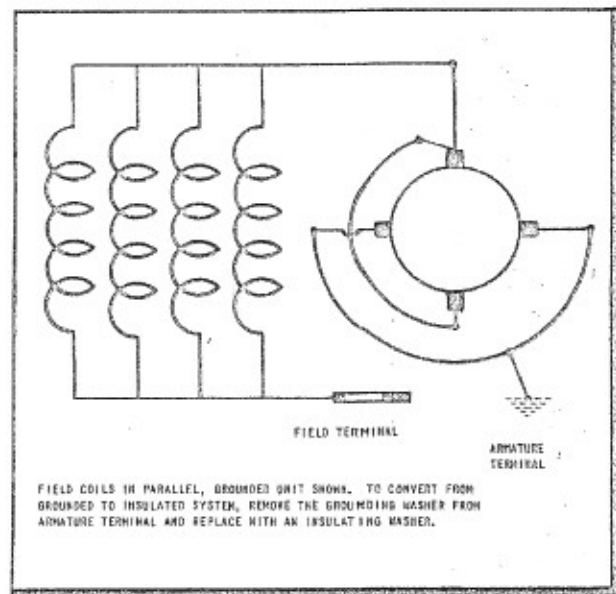 FIELD TERMINAL
ARMATURE
TERMINAL
FIELD COILS IN PARALLEL, GROUNDED UNIT SHOWN. TO CONVERT FROM
GROUNDED TO INSULATED SYSTEM, REMOVE THE GROUNDING WASHER FROM
ARMATURE TERMINAL AND REPLACE WITH AN INSULATING WASHER.